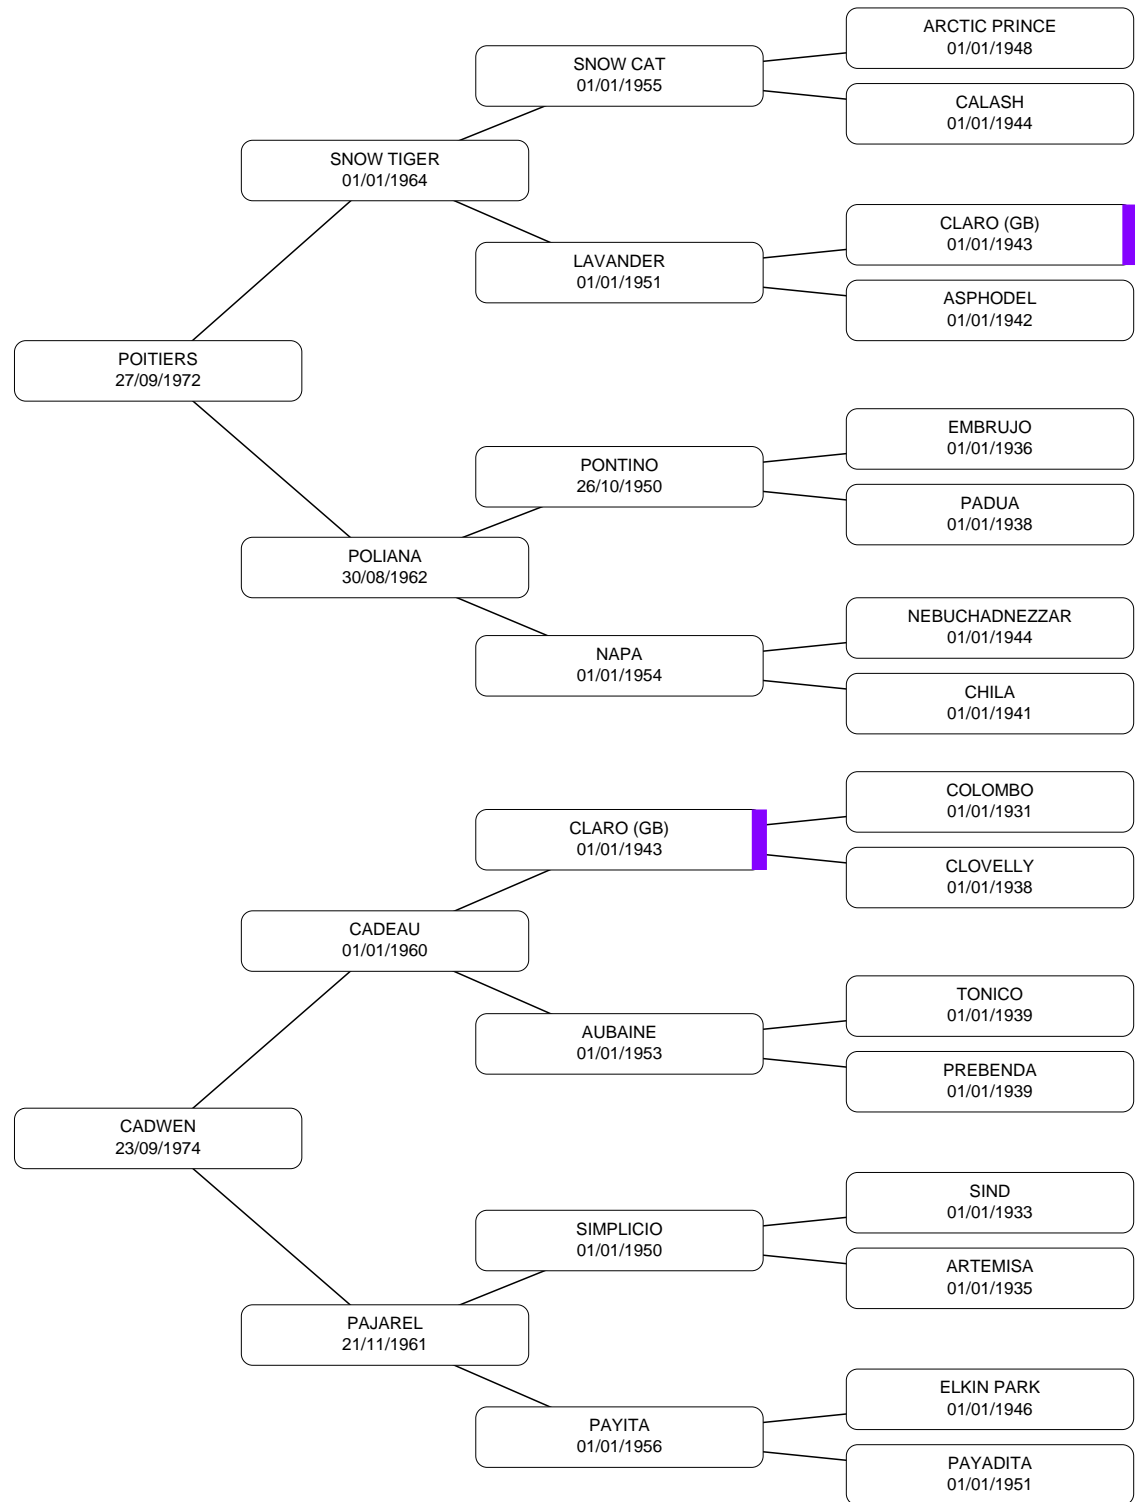 ARCTIC PRINCE
01/01/1948
SNOW CAT
01/01/1955
CALASH
01/01/1944
SNOW TIGER
01/01/1964
CLARO (GB)
01/01/1943
LAVANDER
01/01/1951
ASPHODEL
01/01/1942
POITIERS
27/09/1972
EMBRUJO
01/01/1936
PONTINO
26/10/1950
PADUA
01/01/1938
POLIANA
30/08/1962
NEBUCHADNEZZAR
01/01/1944
NAPA
01/01/1954
CHILA
01/01/1941
COLOMBO
01/01/1931
CLARO (GB)
01/01/1943
CLOVELLY
01/01/1938
CADEAU
01/01/1960
TONICO
01/01/1939
AUBAINE
01/01/1953
PREBENDA
01/01/1939
CADWEN
23/09/1974
SIND
01/01/1933
SIMPLICIO
01/01/1950
ARTEMISA
01/01/1935
PAJAREL
21/11/1961
ELKIN PARK
01/01/1946
PAYITA
01/01/1956
PAYADITA
01/01/1951